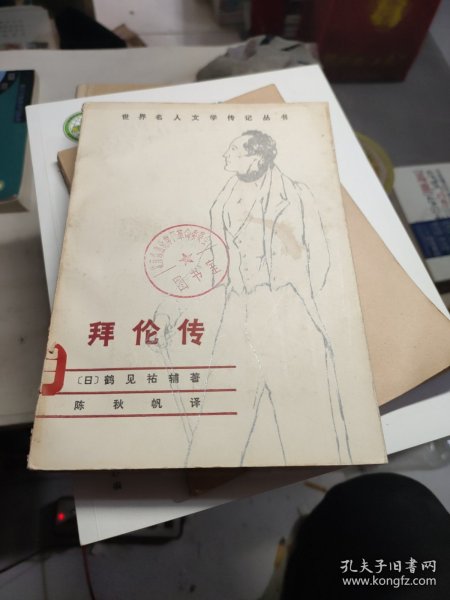 世界名人文学传记丛书
拜伦传
〔日〕鹤见祐辅著
陈秋帆译
孔夫子旧书网
www.kongfz.com